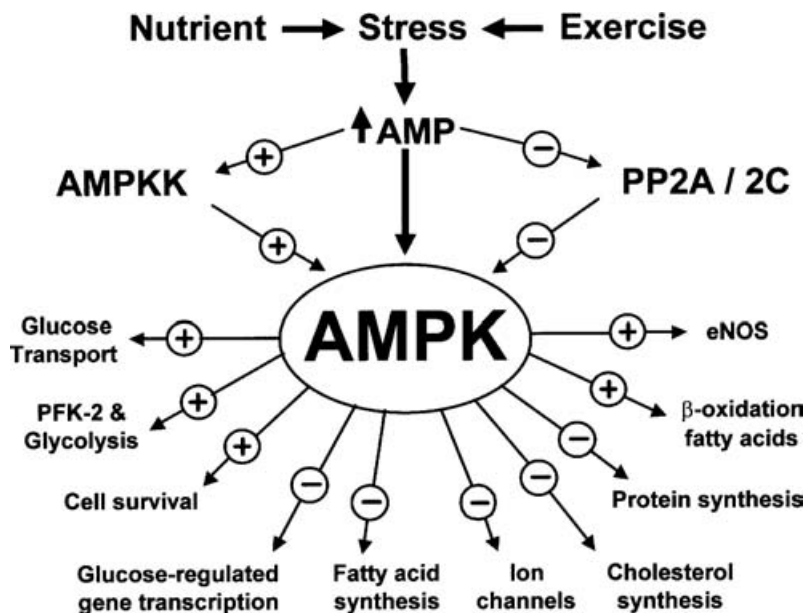 Nutrient → Stress ← Exercise
↑ AMP
+ −
AMPKK PP2A / 2C
+ −
AMPK
Glucose
Transport
+
+ eNOS
PFK-2 &
Glycolysis
+
+ β-oxidation
fatty acids
Cell survival
+
− Protein synthesis
− − − −
Glucose-regulated
gene transcription
Fatty acid
synthesis
Ion
channels
Cholesterol
synthesis